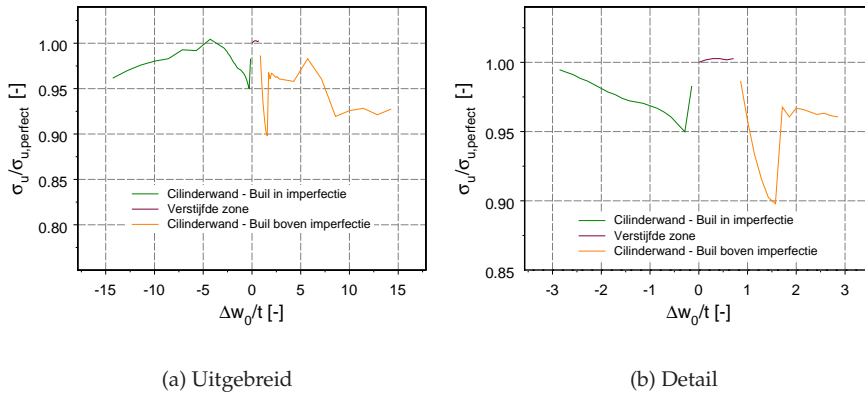 1.00
0.95
0.90
0.85
0.80
σu/σu,perfect [-]
Cilinderwand - Buil in imperfectie
Verstijfde zone
Cilinderwand - Buil boven imperfectie
-15 -10 -5 0 5 10 15
Δw0/t [-]
(a) Uitgebreid
1.00
0.95
0.90
0.85
σu/σu,perfect [-]
Cilinderwand - Buil in imperfectie
Verstijfde zone
Cilinderwand - Buil boven imperfectie
-3 -2 -1 0 1 2 3
Δw0/t [-]
(b) Detail